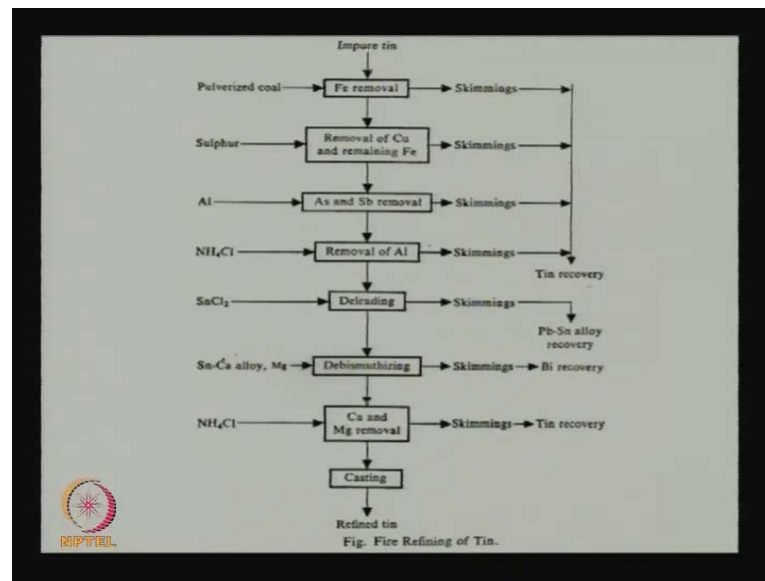 Impure tin
Pulverized coal Fe removal Skimmings
Sulphur Removal of Cu and remaining Fe Skimmings
Al As and Sb removal Skimmings
NH4Cl Removal of Al Skimmings
Tin recovery
SnCl2 Deleading Skimmings
Pb-Sn alloy
recovery
Sn-Ca alloy, Mg Debismuthizing Skimmings Bi recovery
NH4Cl Ca and Mg removal Skimmings Tin recovery
Casting
Refined tin
NPTEL
Fig. Fire Refining of Tin.